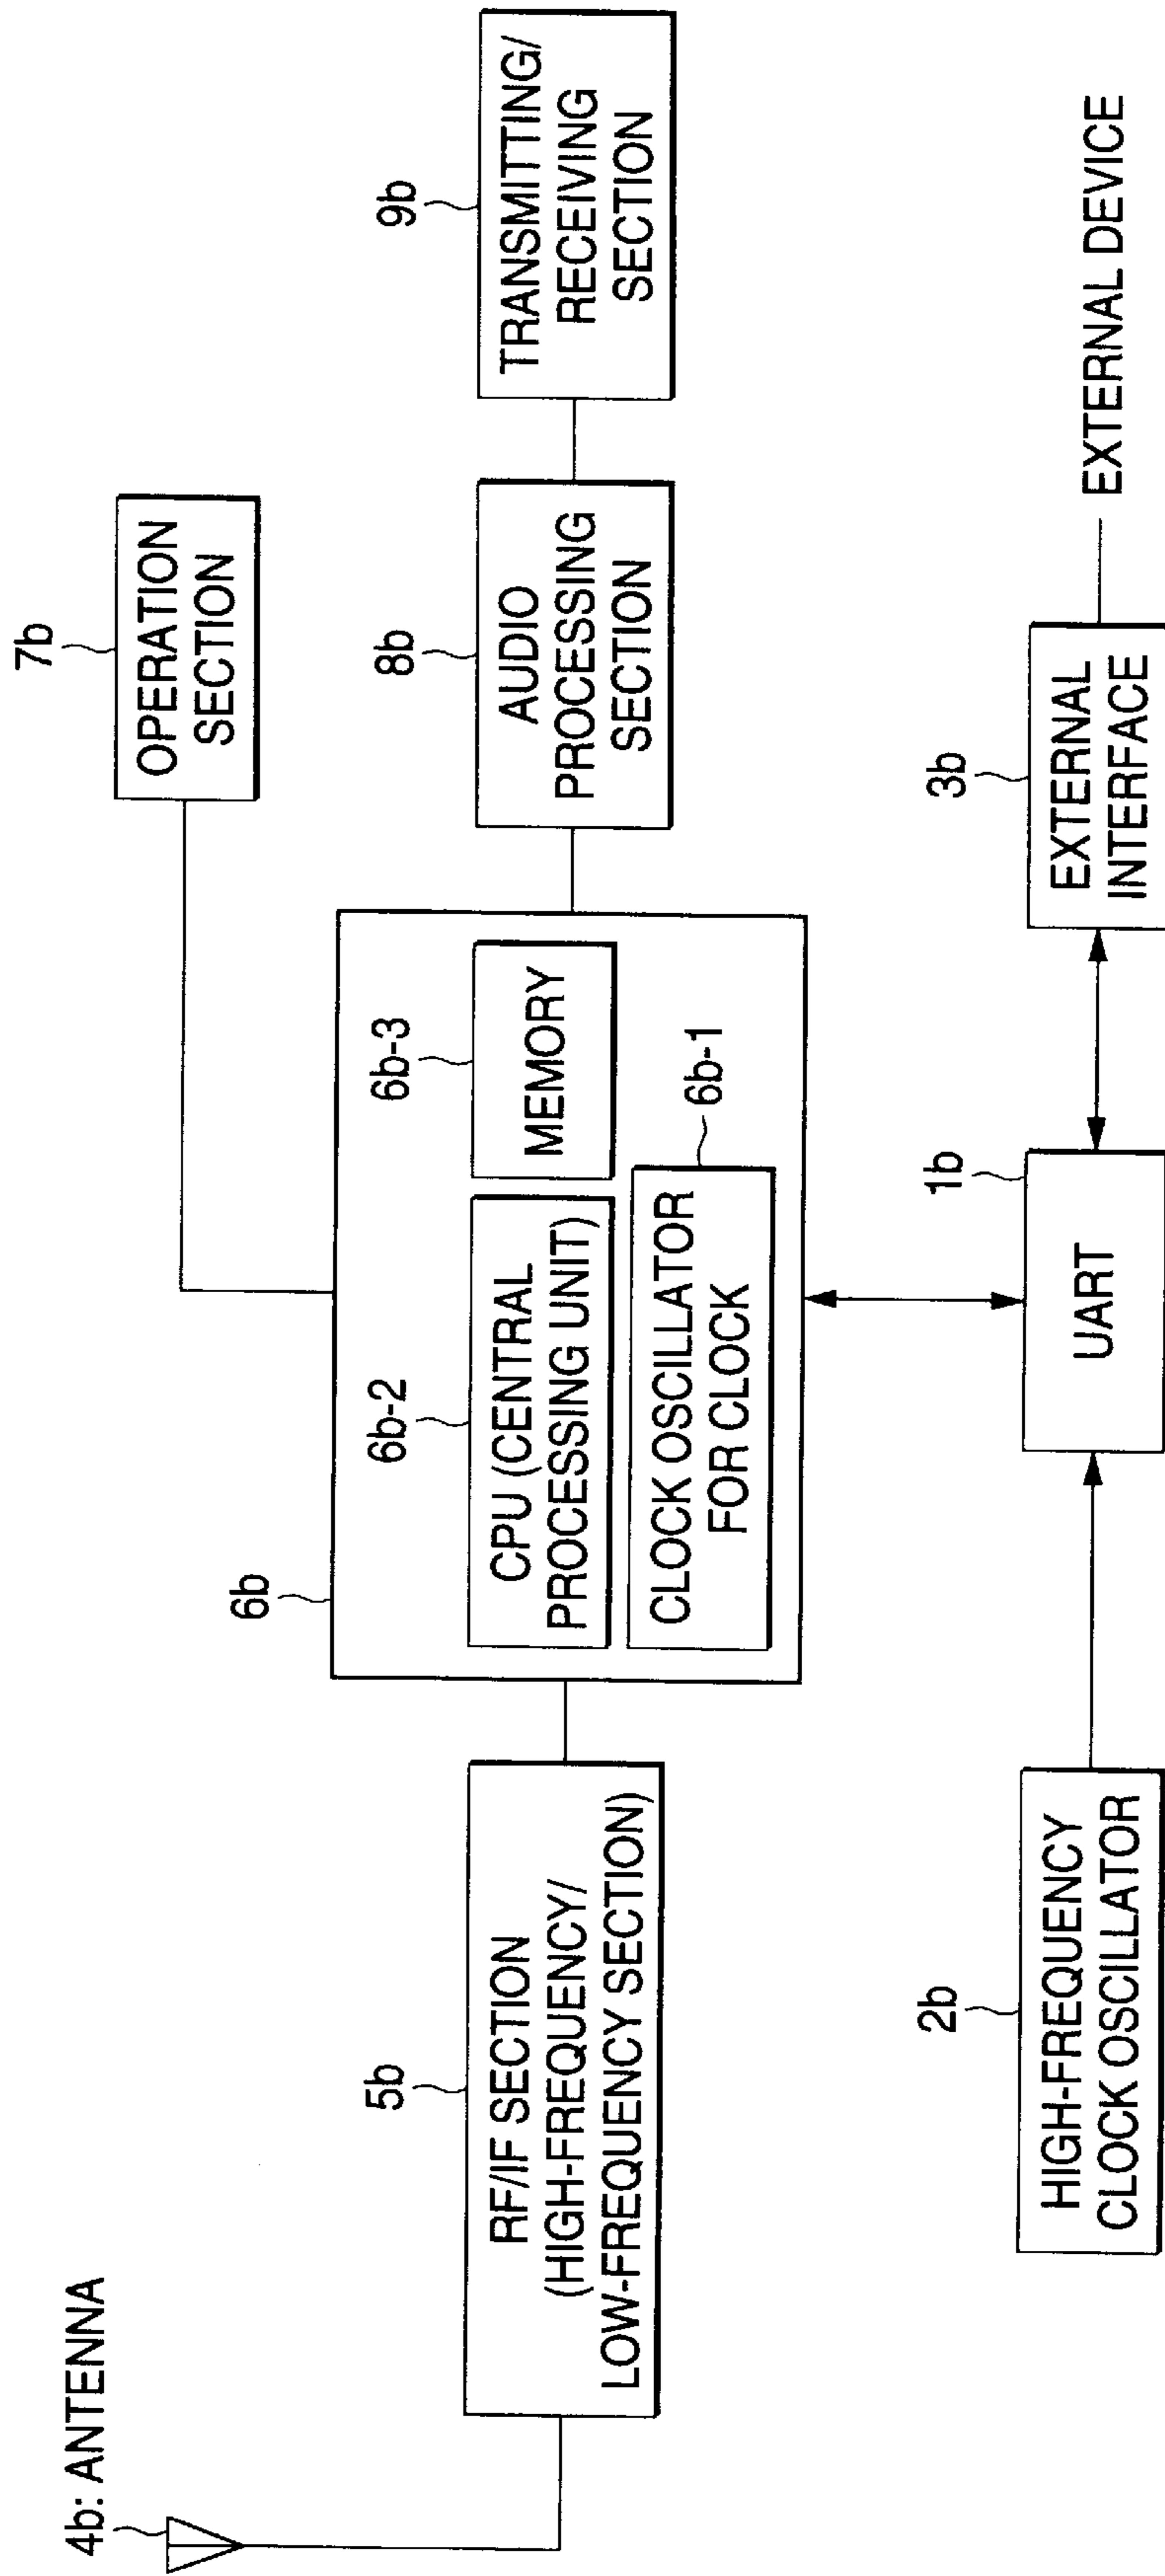 4b: ANTENNA
5b
RF/IF SECTION
(HIGH-FREQUENCY/
LOW-FREQUENCY SECTION)
6b
6b-2
CPU (CENTRAL
PROCESSING UNIT)
6b-3
MEMORY
CLOCK OSCILLATOR
FOR CLOCK
6b-1
7b
OPERATION
SECTION
8b
AUDIO
PROCESSING
SECTION
9b
TRANSMITTING/
RECEIVING
SECTION
2b
HIGH-FREQUENCY
CLOCK OSCILLATOR
1b
UART
3b
EXTERNAL
INTERFACE
EXTERNAL DEVICE